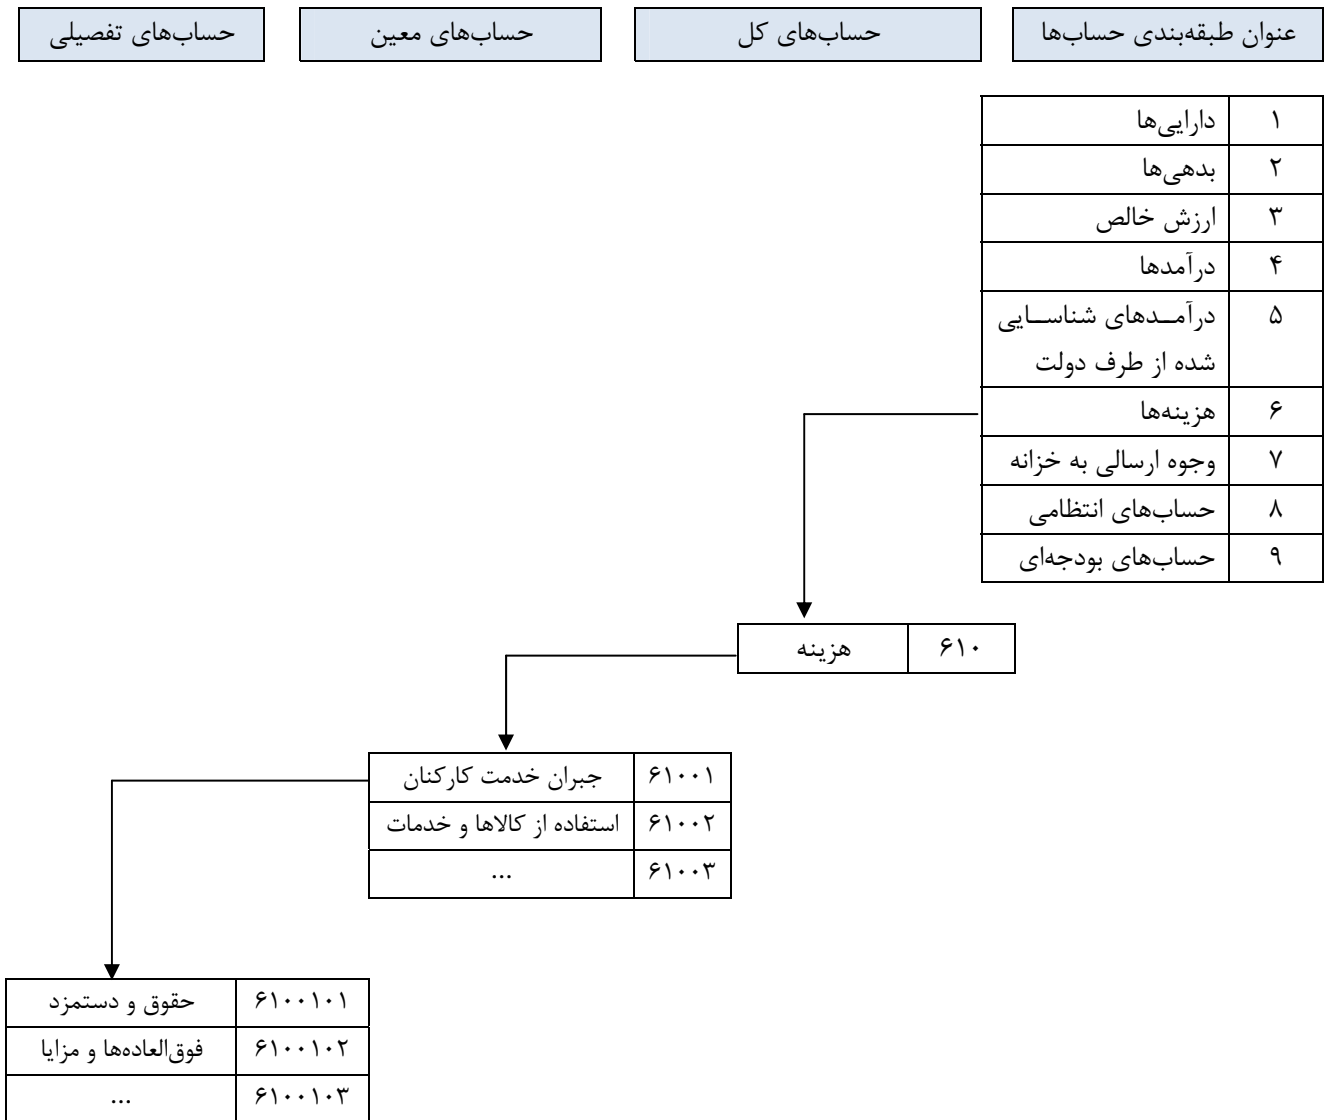 عنوان طبقه‌بندی حساب‌ها
حساب‌های کل
حساب‌های معین
حساب‌های تفصیلی
۱ دارایی‌ها
۲ بدهی‌ها
۳ ارزش خالص
۴ درآمدها
۵ درآمدهای شناسایی
شده از طرف دولت
۶ هزینه‌ها
۷ وجوه ارسالی به خزانه
۸ حساب‌های انتظامی
۹ حساب‌های بودجه‌ای
۶۱۰ هزینه
۶۱۰۰۱ جبران خدمت کارکنان
۶۱۰۰۲ استفاده از کالاها و خدمات
۶۱۰۰۳ ...
۶۱۰۰۱۰۱ حقوق و دستمزد
۶۱۰۰۱۰۲ فوق‌العاده‌ها و مزایا
۶۱۰۰۱۰۳ ...